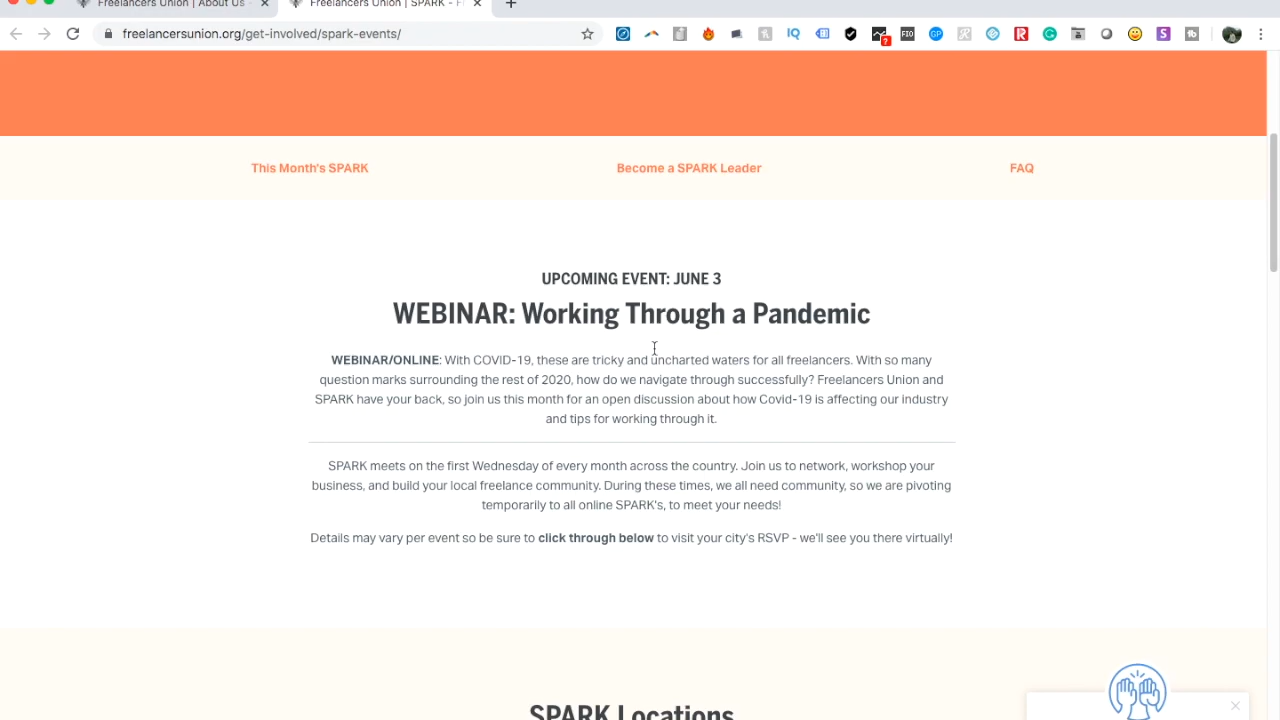 Freelancers Union | About Us
Freelancers Union | SPARK - F
freelancersunion.org/get-involved/spark-events/
IQ
?
FIO
GP
R
G
S
This Month's SPARK
Become a SPARK Leader
FAQ
UPCOMING EVENT: JUNE 3
WEBINAR: Working Through a Pandemic
WEBINAR/ONLINE: With COVID-19, these are tricky and uncharted waters for all freelancers. With so many
question marks surrounding the rest of 2020, how do we navigate through successfully? Freelancers Union and
SPARK have your back, so join us this month for an open discussion about how Covid-19 is affecting our industry
and tips for working through it.
SPARK meets on the first Wednesday of every month across the country. Join us to network, workshop your
business, and build your local freelance community. During these times, we all need community, so we are pivoting
temporarily to all online SPARK's, to meet your needs!
Details may vary per event so be sure to click through below to visit your city's RSVP - we'll see you there virtually!
SPARK Locations